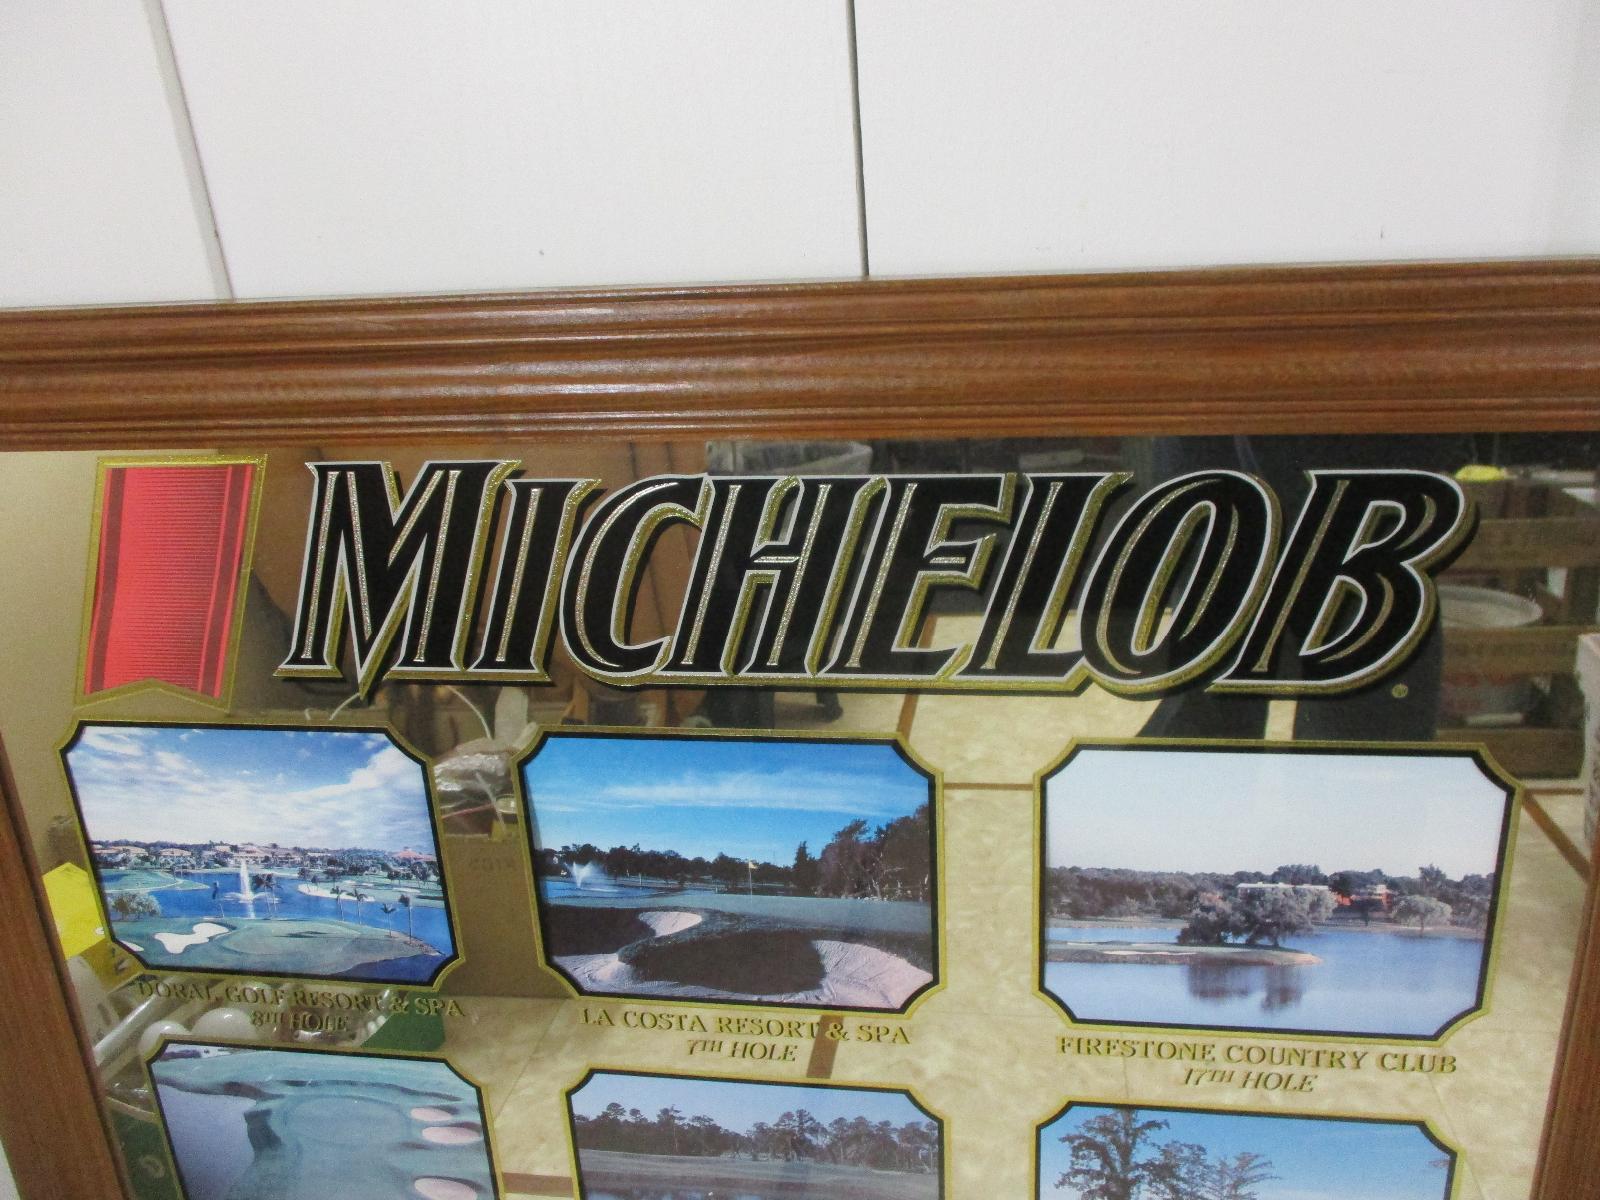 MICHELOB
DORAL GOLF RESORT & SPA
8TH HOLE
LA COSTA RESORT & SPA
7TH HOLE
FIRESTONE COUNTRY CLUB
17TH HOLE